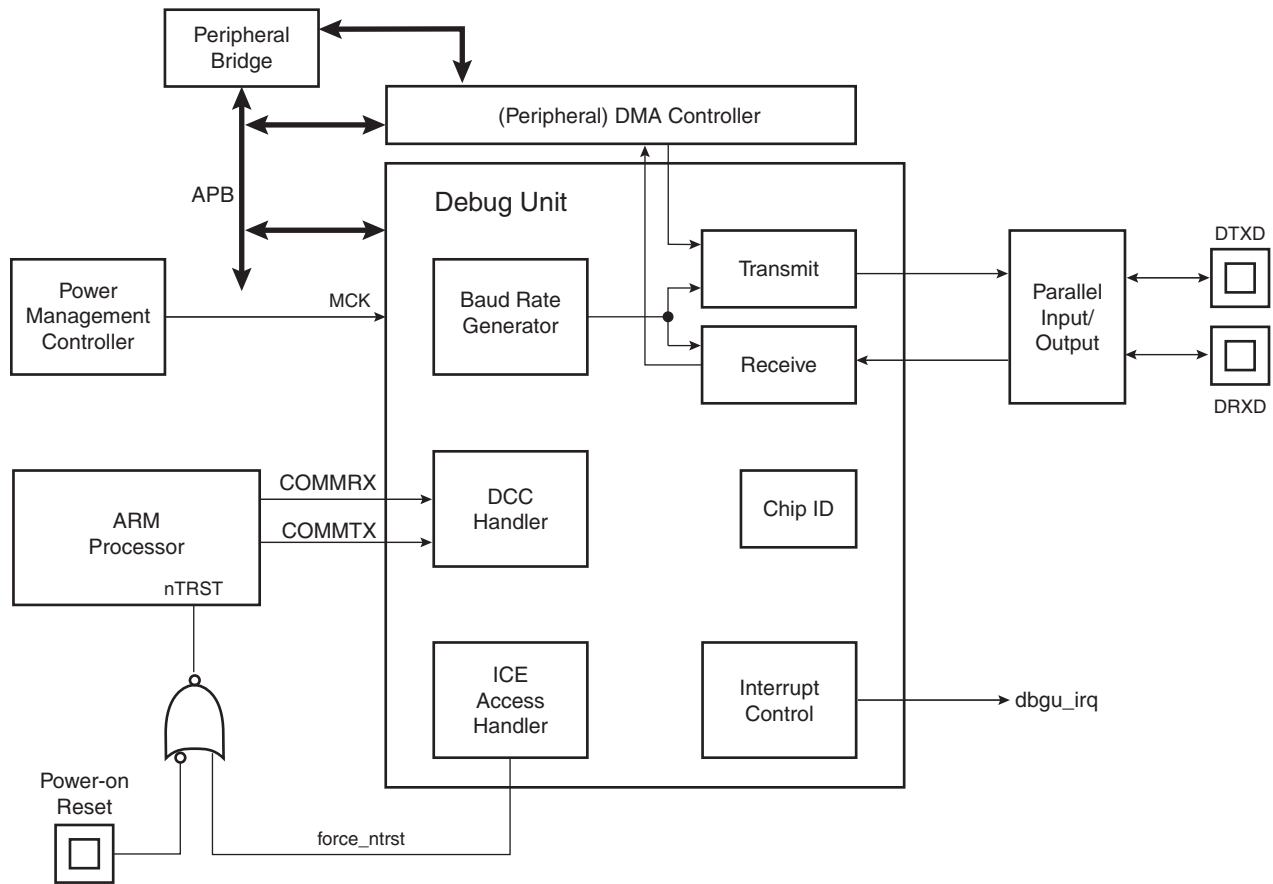 Peripheral
Bridge
(Peripheral) DMA Controller
APB
Debug Unit
Power
Management
Controller
MCK
Baud Rate
Generator
Transmit
Receive
Parallel
Input/
Output
DTXD
DRXD
ARM
Processor
nTRST
COMMRX
COMMTX
DCC
Handler
Chip ID
ICE
Access
Handler
Interrupt
Control
dbgu_irq
Power-on
Reset
force_ntrst